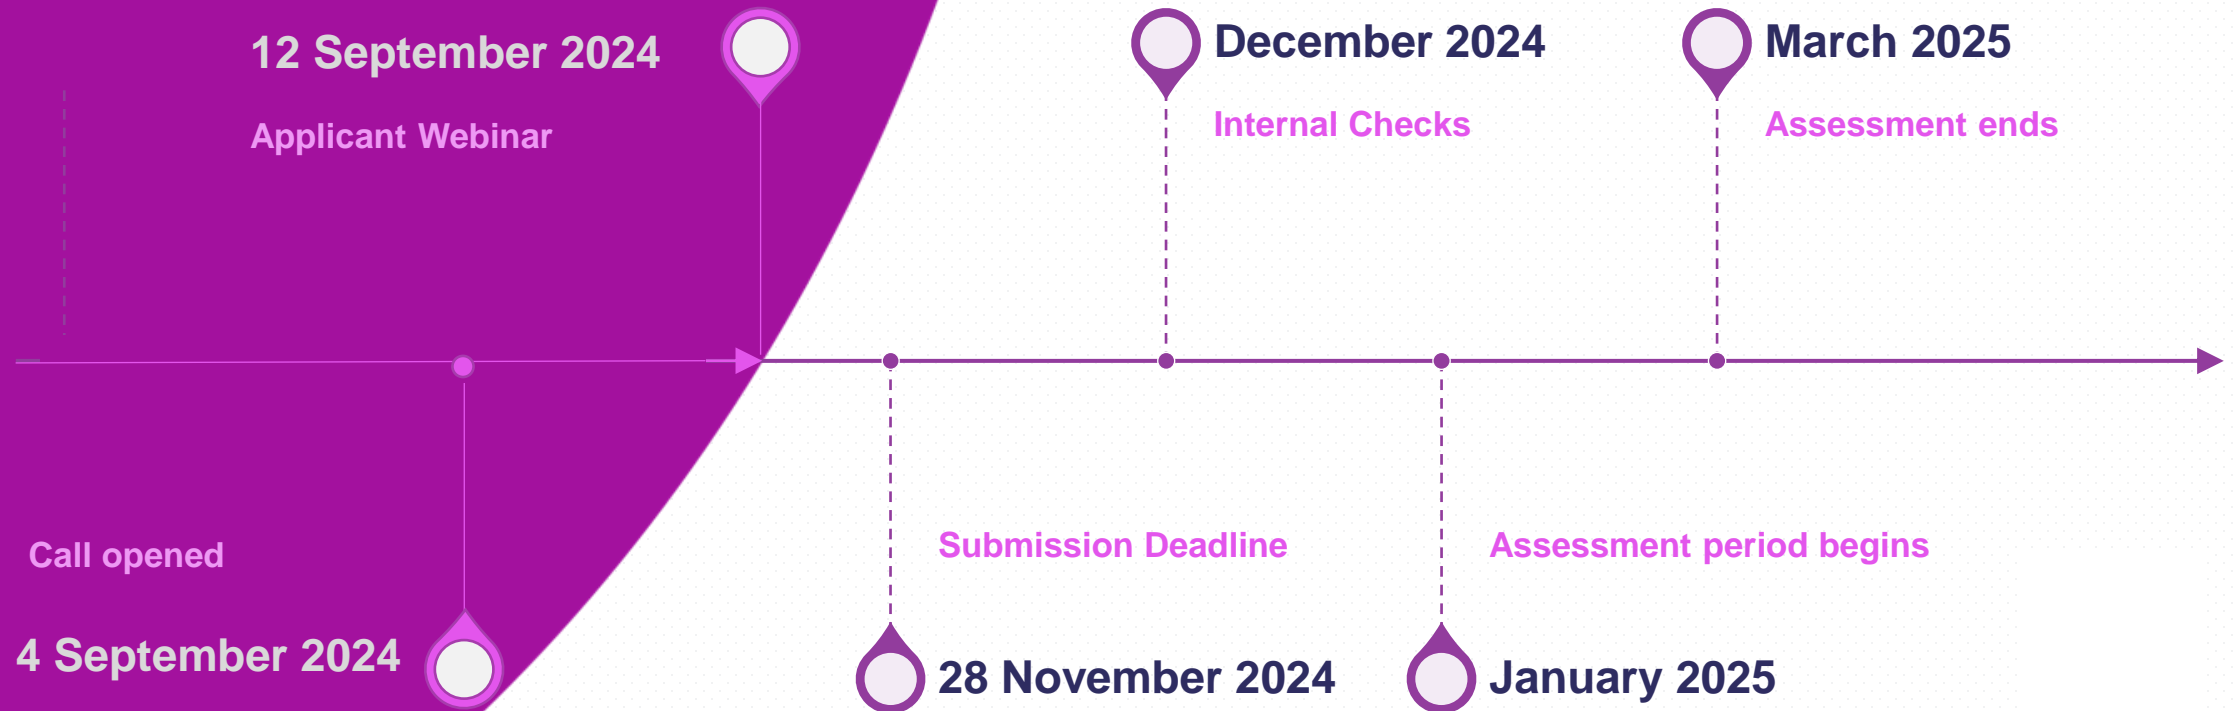 12 September 2024
Applicant Webinar
December 2024
Internal Checks
March 2025
Assessment ends
Call opened
4 September 2024
Submission Deadline
28 November 2024
Assessment period begins
January 2025